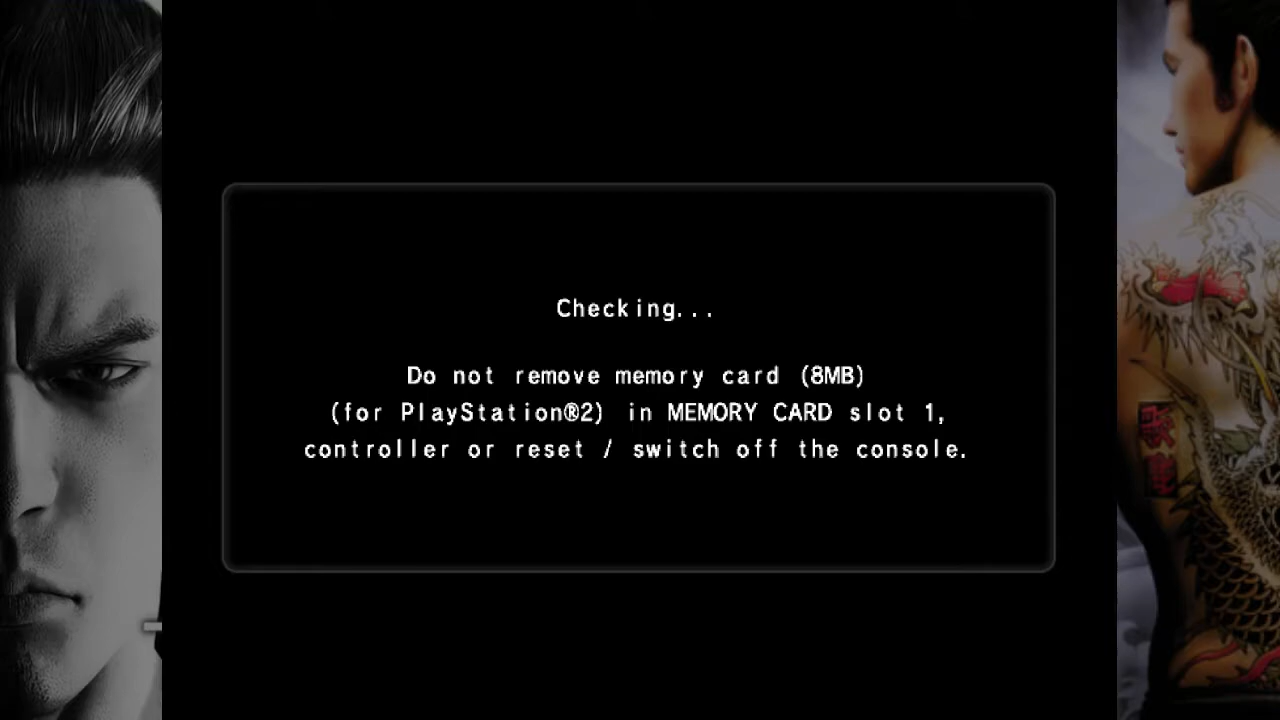 Checking...
Do not remove memory card (8MB)
(for PlayStation®2) in MEMORY CARD slot 1,
controller or reset / switch off the console.